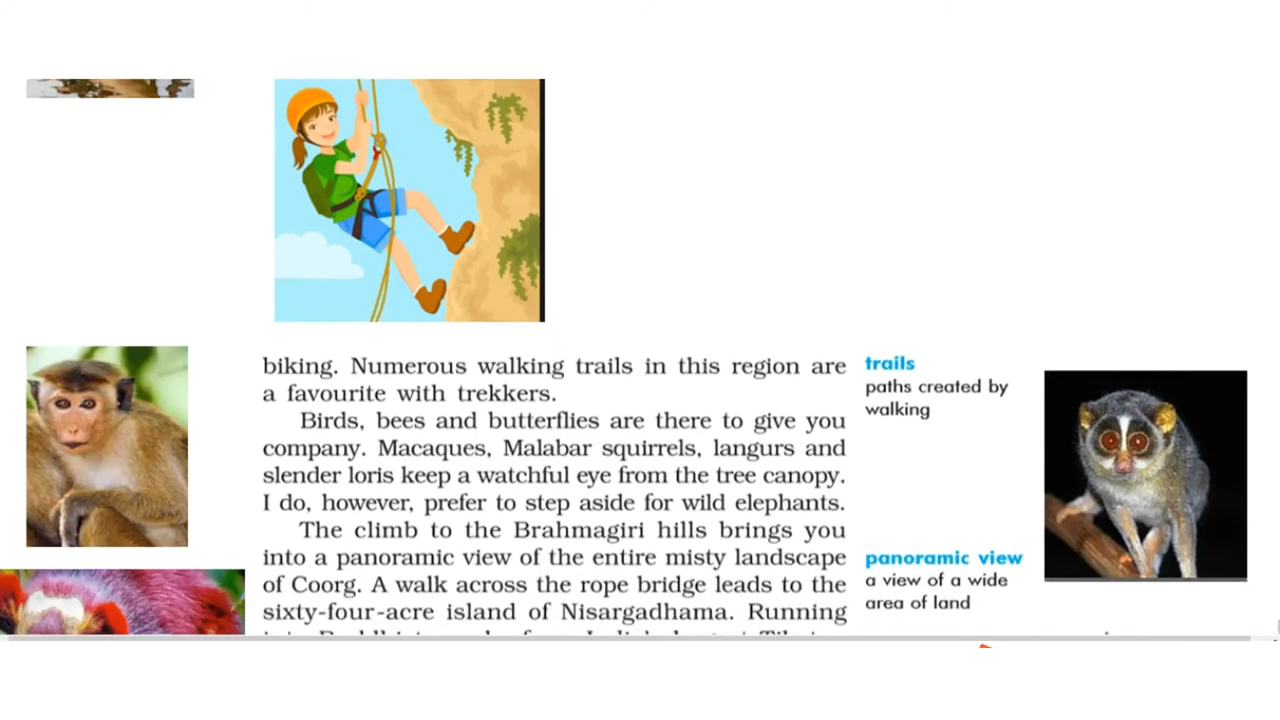 biking. Numerous walking trails in this region are
a favourite with trekkers.
Birds, bees and butterflies are there to give you
company. Macaques, Malabar squirrels, langurs and
slender loris keep a watchful eye from the tree canopy.
I do, however, prefer to step aside for wild elephants.
The climb to the Brahmagiri hills brings you
into a panoramic view of the entire misty landscape
of Coorg. A walk across the rope bridge leads to the
sixty-four-acre island of Nisargadhama. Running
trails
paths created by
walking
panoramic view
a view of a wide
area of land